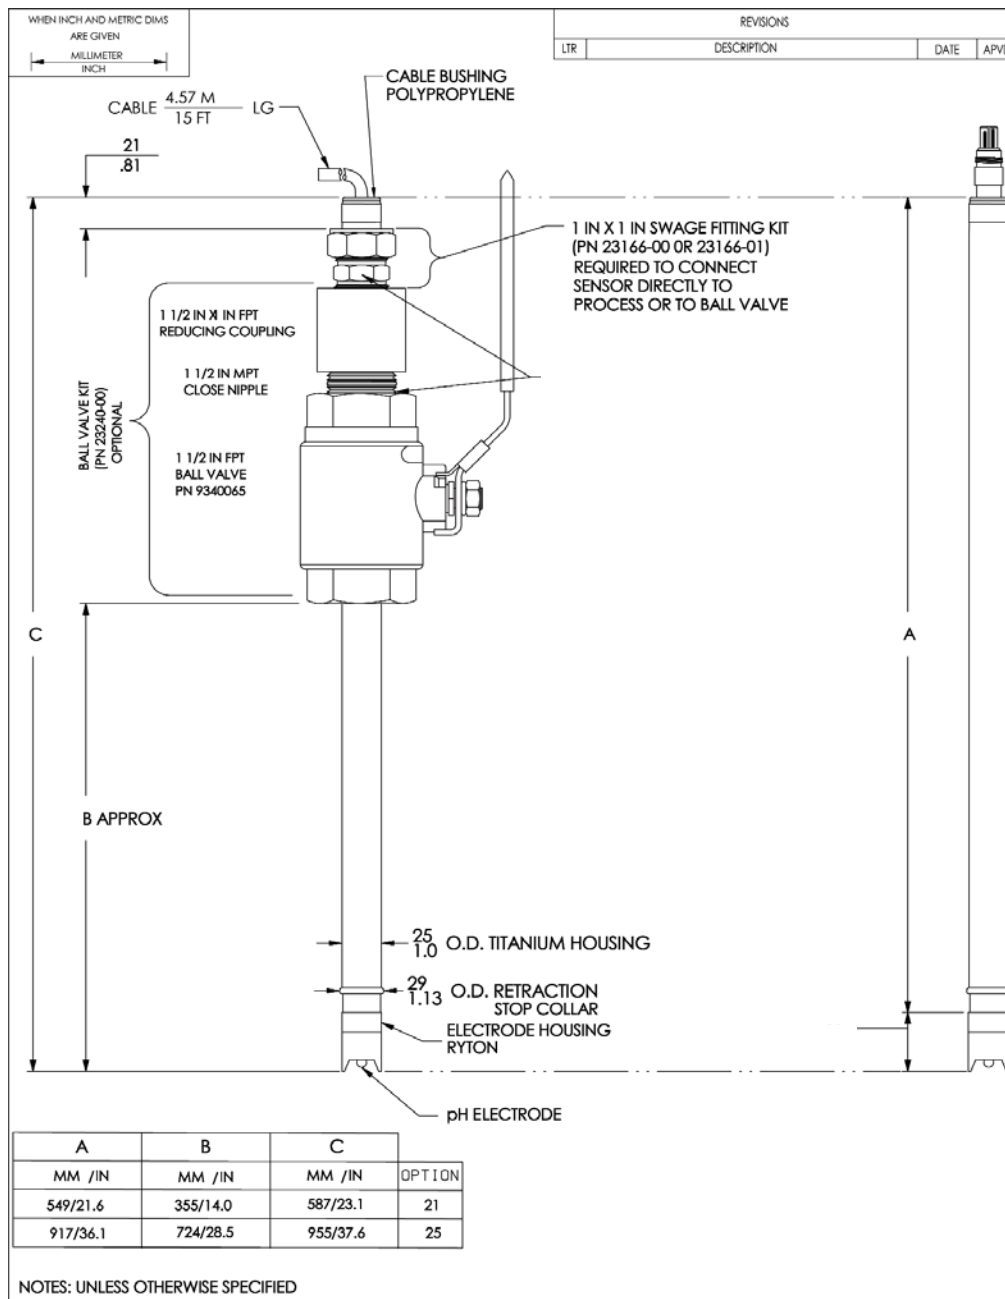 WHEN INCH AND METRIC DIMS
ARE GIVEN
MILLIMETER
INCH
REVISIONS
LTR DESCRIPTION DATE
CABLE BUSHING
POLYPROPYLENE
CABLE 4.57 M LG
15 FT
21
.81
1 IN X 1 IN SWAGE FITTING KIT
(PN 23166-00 0R 23166-01)
REQUIRED TO CONNECT
SENSOR DIRECTLY TO
PROCESS OR TO BALL VALVE
1 1/2 IN X 1 IN FPT
REDUCING COUPLING
1 1/2 IN MPT
CLOSE NIPPLE
BALL VALVE KIT
(PN 23240-00)
OPTIONAL
1 1/2 IN FPT
BALL VALVE
PN 9340065
C
A
B APPROX
25
1.0 O.D. TITANIUM HOUSING
29
1.13 O.D. RETRACTION
STOP COLLAR
ELECTRODE HOUSING
RYTON
pH ELECTRODE
A B C
MM /IN MM /IN MM /IN OPTION
549/21.6 355/14.0 587/23.1 21
917/36.1 724/28.5 955/37.6 25
NOTES: UNLESS OTHERWISE SPECIFIED